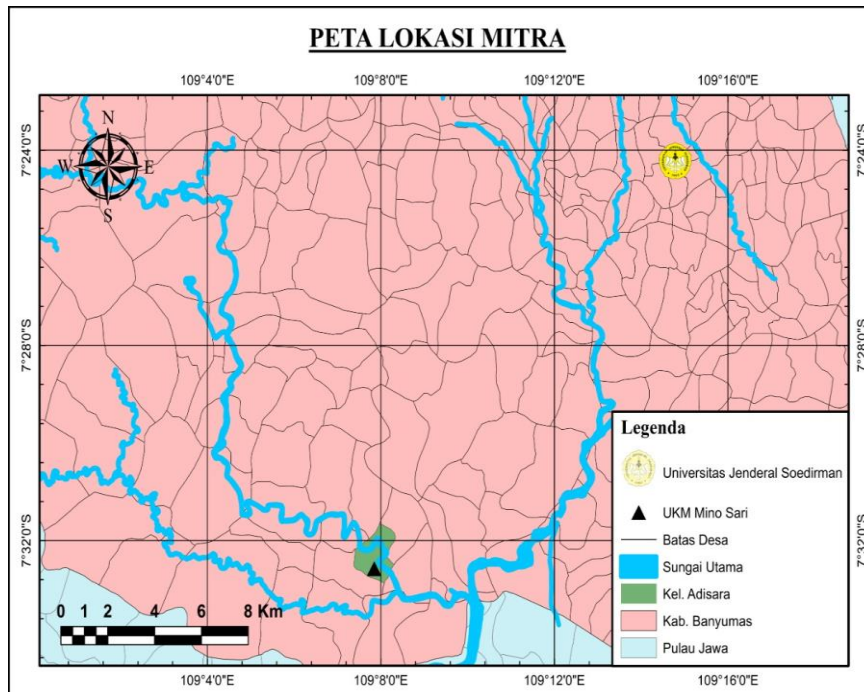 PETA LOKASI MITRA
109°4'0"E 109°8'0"E 109°12'0"E 109°16'0"E
7°24'0"S 7°24'0"S
N
W E
S
7°28'0"S 7°28'0"S
7°32'0"S 7°32'0"S
Legenda
Universitas Jenderal Soedirman
UKM Mino Sari
Batas Desa
Sungai Utama
Kel. Adisara
Kab. Banyumas
Pulau Jawa
0 1 2 4 6 8 Km
109°4'0"E 109°8'0"E 109°12'0"E 109°16'0"E